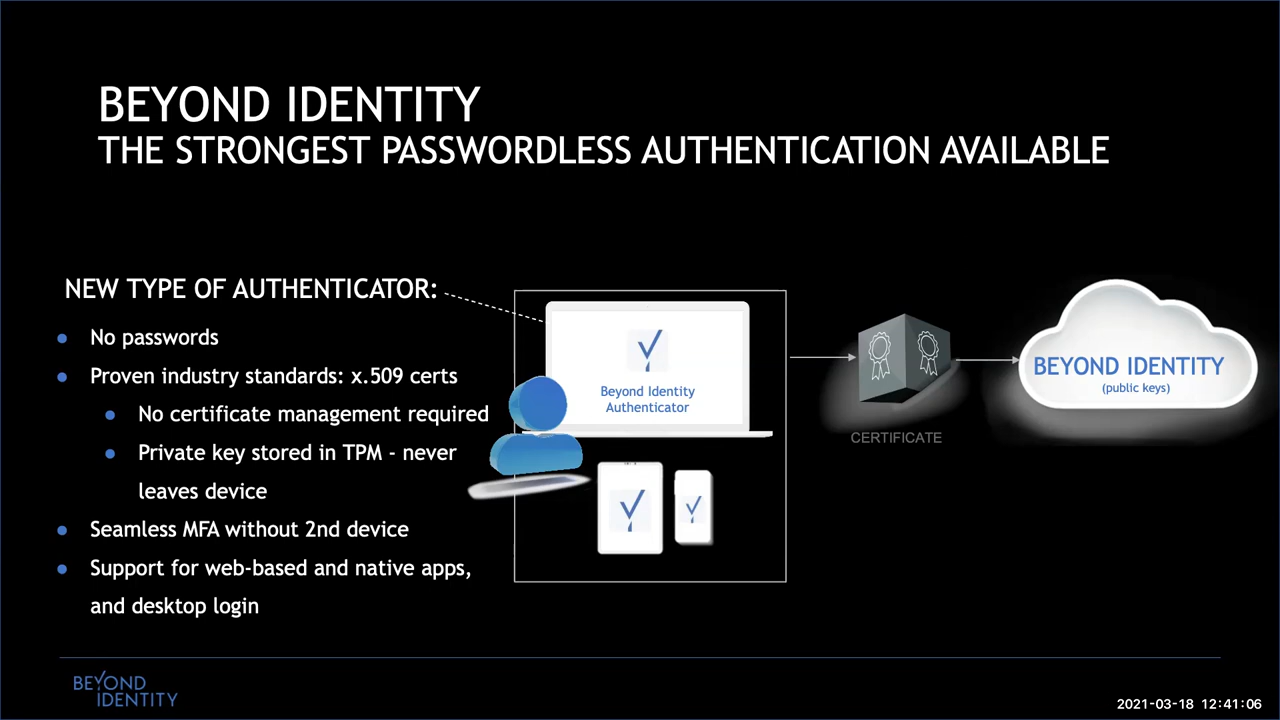 BEYOND IDENTITY
THE STRONGEST PASSWORDLESS AUTHENTICATION AVAILABLE
NEW TYPE OF AUTHENTICATOR:
No passwords
Proven industry standards: x.509 certs
No certificate management required
Private key stored in TPM - never
leaves device
Seamless MFA without 2nd device
Support for web-based and native apps,
and desktop login
Beyond Identity
Authenticator
CERTIFICATE
BEYOND IDENTITY
(public keys)
BEYOND
IDENTITY
2021-03-18 12:41:06